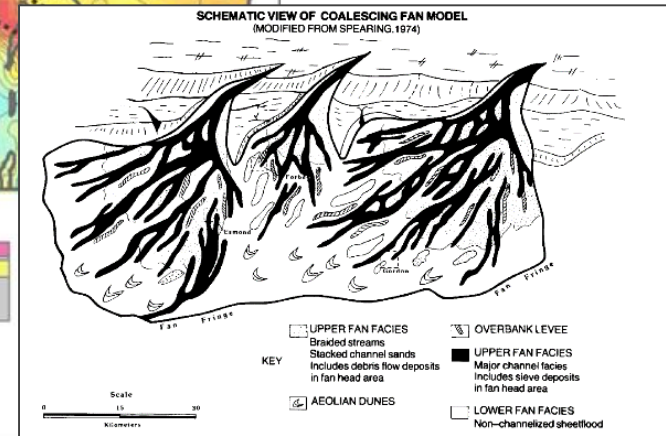 SCHEMATIC VIEW OF COALESCING FAN MODEL
(MODIFIED FROM SPEARING, 1974)
Forbes
Esmond
Gordon
Fan Fringe
Fan Fringe
KEY
UPPER FAN FACIES
Braided streams
Stacked channel sands
Includes debris flow deposits
in fan head area
AEOLIAN DUNES
OVERBANK LEVEE
UPPER FAN FACIES
Major channel facies
Includes sieve deposits
in fan head area
LOWER FAN FACIES
Non-channelized sheetflood
Scale
0 15 30
Kilometers